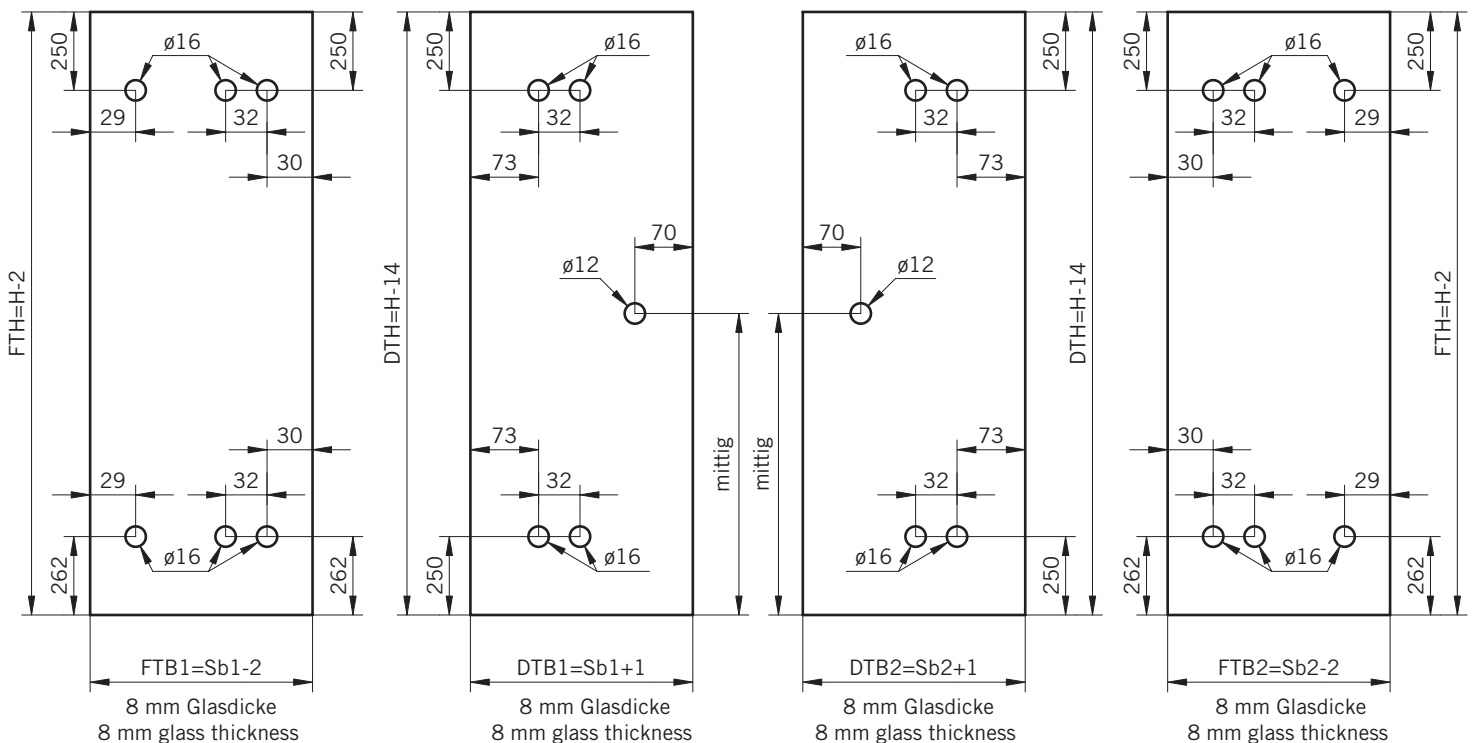 250 ø16 250
29 32
30
FTH=H-2
30
29 32
262 ø16 262
FTB1=Sb1-2
8 mm Glasdicke
8 mm glass thickness
250 ø16
32
73
70
ø12
DTH=H-14
mittig
73
32
250 ø16
DTB1=Sb1+1
8 mm Glasdicke
8 mm glass thickness
ø16 250
32
73
70
ø12
DTH=H-14
mittig
73
32
ø16 250
DTB2=Sb2+1
8 mm Glasdicke
8 mm glass thickness
250 ø16 250
32 29
30
FTH=H-2
30
32 29
262 ø16 262
FTB2=Sb2-2
8 mm Glasdicke
8 mm glass thickness